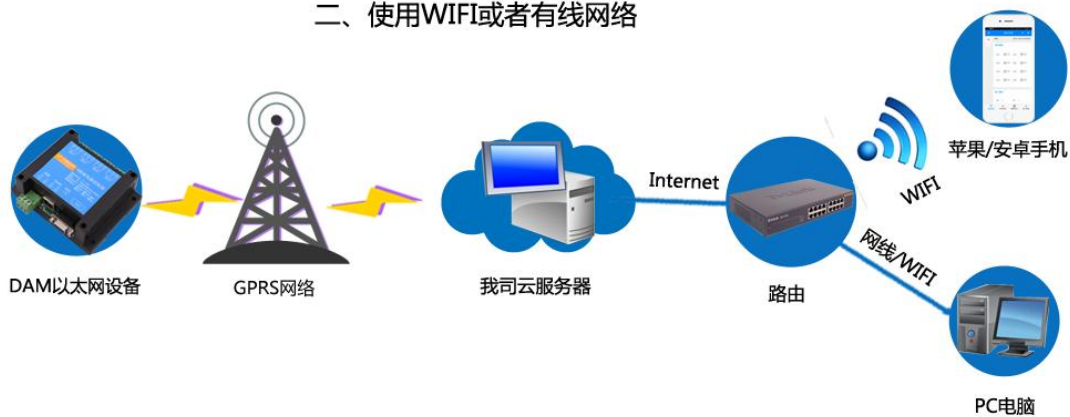 二、使用WIFI或者有线网络
苹果/安卓手机
Internet
WIFI
网线/WIFI
DAM以太网设备
GPRS网络
我司云服务器
路由
PC电脑